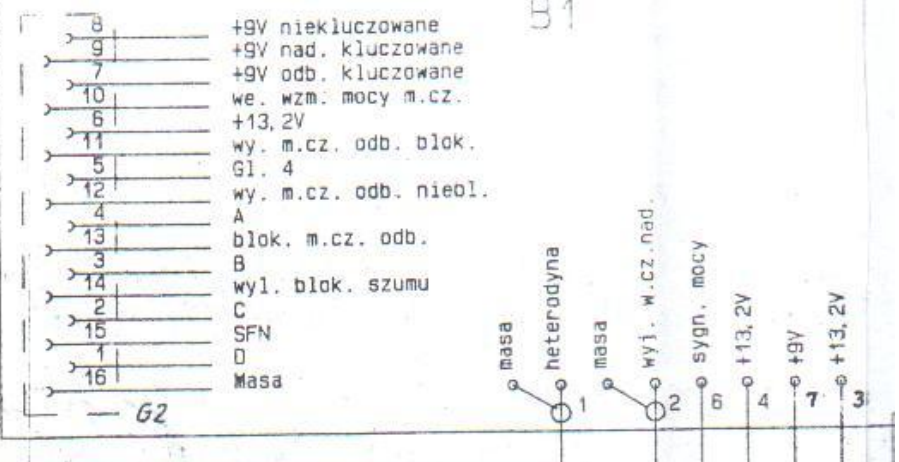 B1
8 +9V niekluczowane
9 +9V nad. kluczowane
7 +9V odb. kluczowane
10 we. wzm. mocy m.cz.
6 +13,2V
11 wy. m.cz. odb. blok.
5 Gl. 4
12 wy. m.cz. odb. niebl.
4 A
13 blok. m.cz. odb.
3 B
14 wyl. blok. szumu
2 C
15 SFN
1 D
16 Masa
G2
masa
heterodyna
masa
wyj. w.cz.nad.
sygn. mocy
+13,2V
+9V
+13,2V
1 2 6 4 7 3